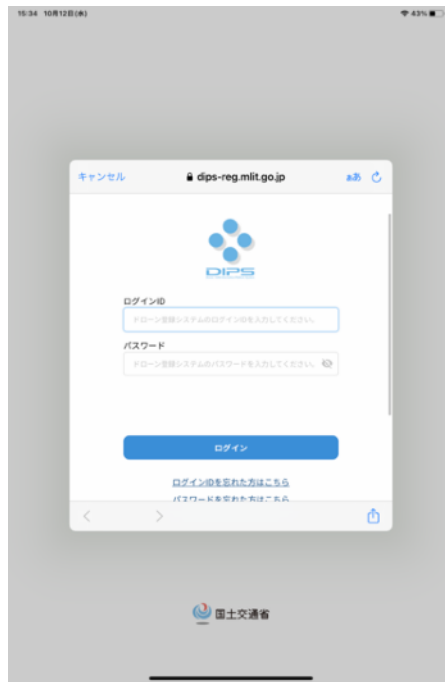 15:34 10月12日(水)
43%
キャンセル
dips-reg.mlit.go.jp
ぁあ
DIPS
ログインID
ドローン登録システムのログインIDを入力してください。
パスワード
ドローン登録システムのパスワードを入力してください。
ログイン
ログインIDを忘れた方はこちら
パスワードを忘れた方はこちら
国土交通省